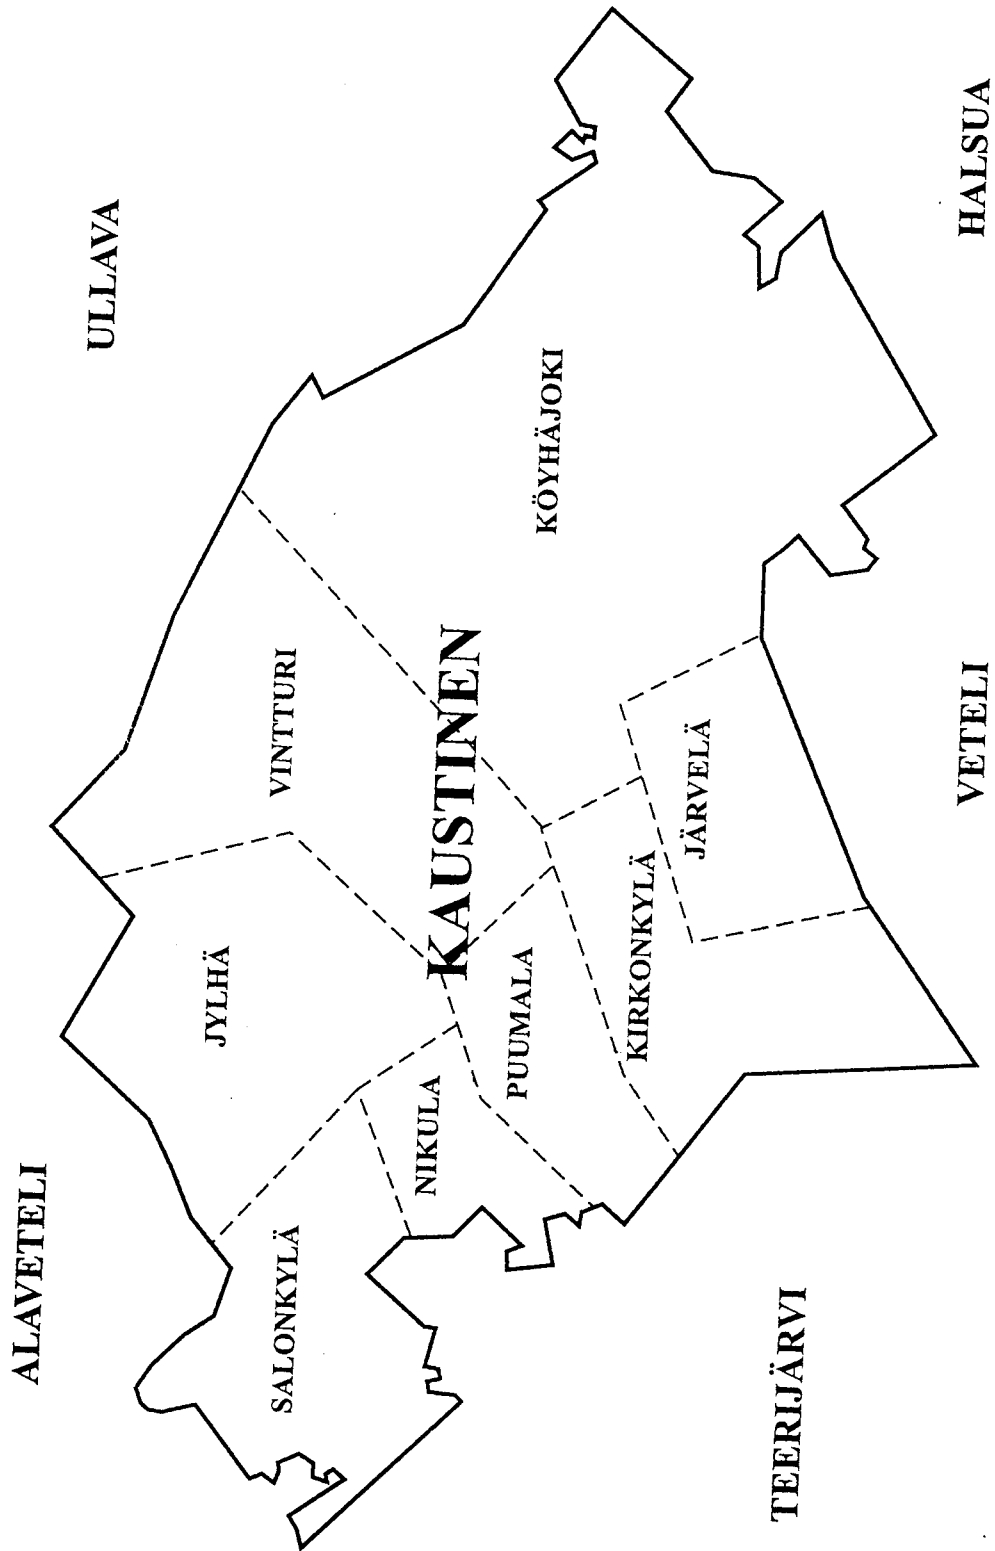 ALAVETELI
ULLAVA
JYLHÄ
VINTTURI
SALONKYLÄ
NIKULA
KAUSTINEN
PUUMALA
KÖYHÄJOKI
KIRKONKYLÄ
JÄRVELÄ
TEERIJÄRVI
VETELI
HALSUA